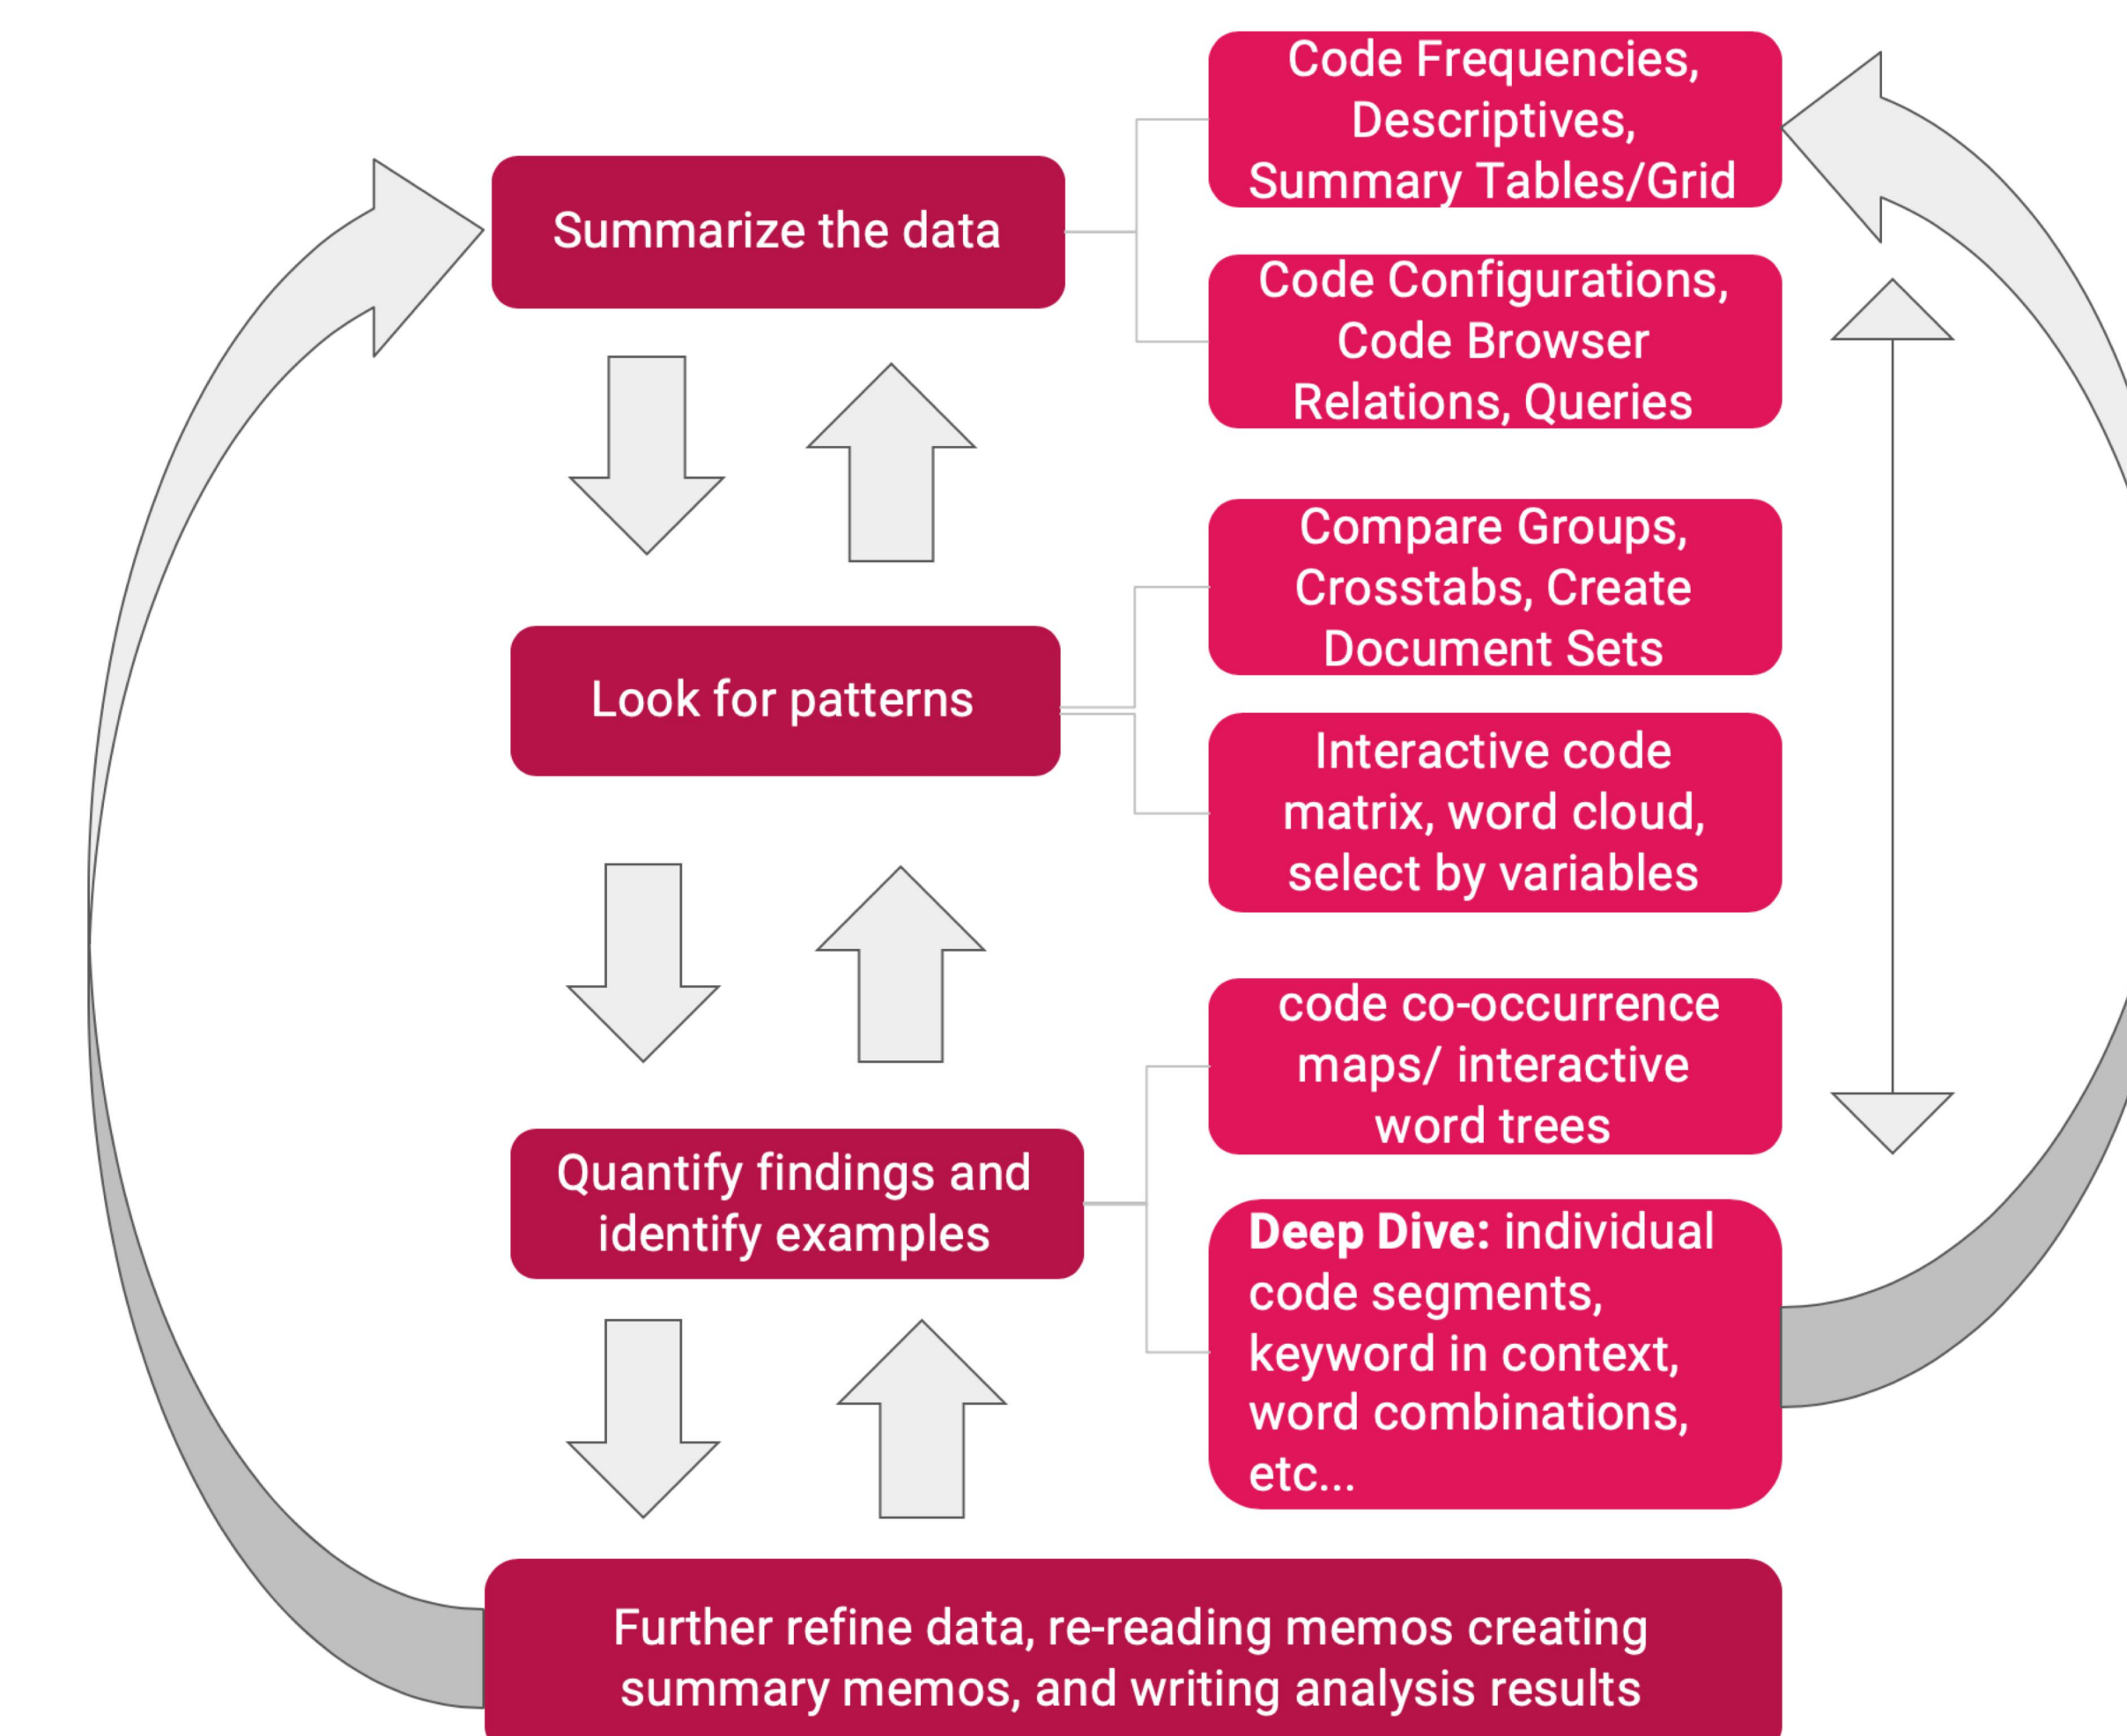 Summarize the data
Code Frequencies,
Descriptives,
Summary Tables/Grid
Code Configurations,
Code Browser
Relations, Queries
Look for patterns
Compare Groups,
Crosstabs, Create
Document Sets
Interactive code
matrix, word cloud,
select by variables
Quantify findings and
identify examples
code co-occurrence
maps/ interactive
word trees
Deep Dive: individual
code segments,
keyword in context,
word combinations,
etc...
Further refine data, re-reading memos creating
summary memos, and writing analysis results